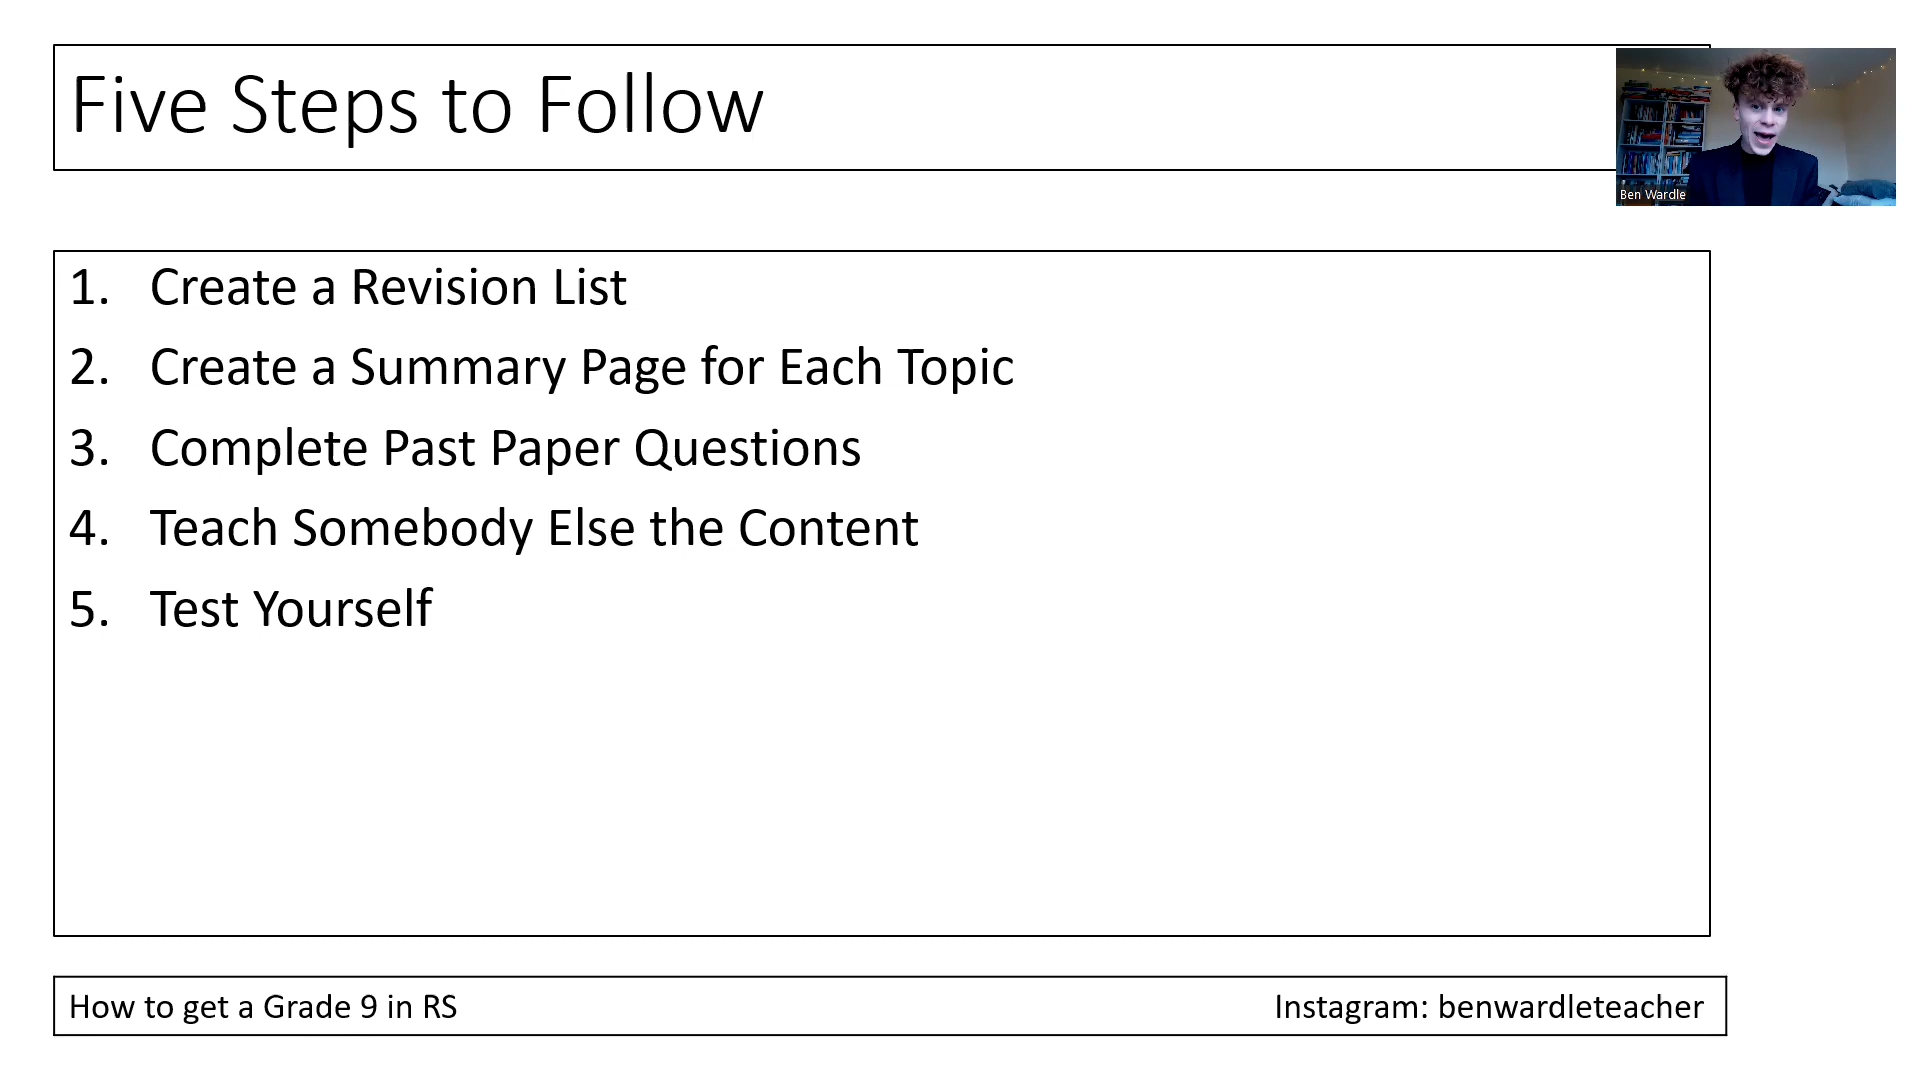 Five Steps to Follow
Ben Wardle
1. Create a Revision List
2. Create a Summary Page for Each Topic
3. Complete Past Paper Questions
4. Teach Somebody Else the Content
5. Test Yourself
How to get a Grade 9 in RS
Instagram: benwardleteacher